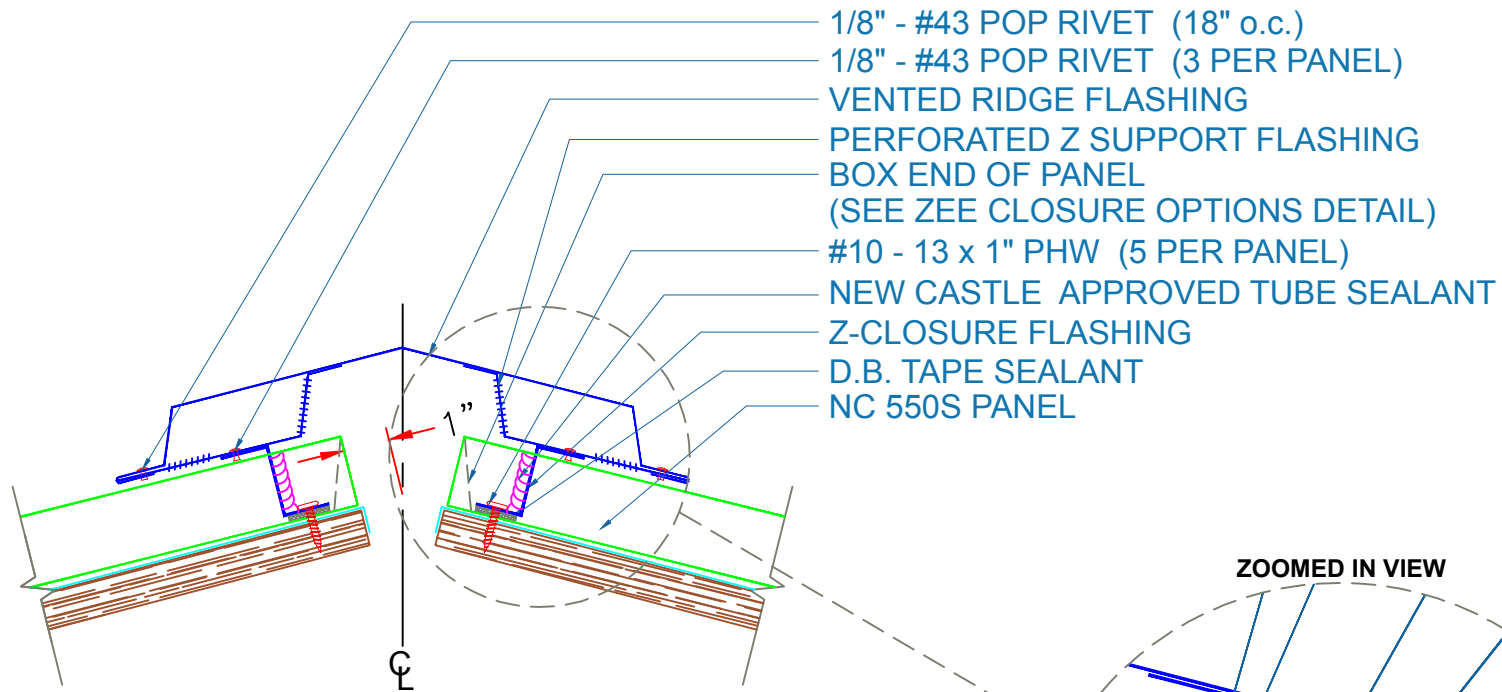 1/8" - #43 POP RIVET (18" o.c.)
1/8" - #43 POP RIVET (3 PER PANEL)
VENTED RIDGE FLASHING
PERFORATED Z SUPPORT FLASHING
BOX END OF PANEL
(SEE ZEE CLOSURE OPTIONS DETAIL)
#10 - 13 x 1" PHW (5 PER PANEL)
NEW CASTLE APPROVED TUBE SEALANT
Z-CLOSURE FLASHING
D.B. TAPE SEALANT
NC 550S PANEL
1”
ZOOMED IN VIEW
℄